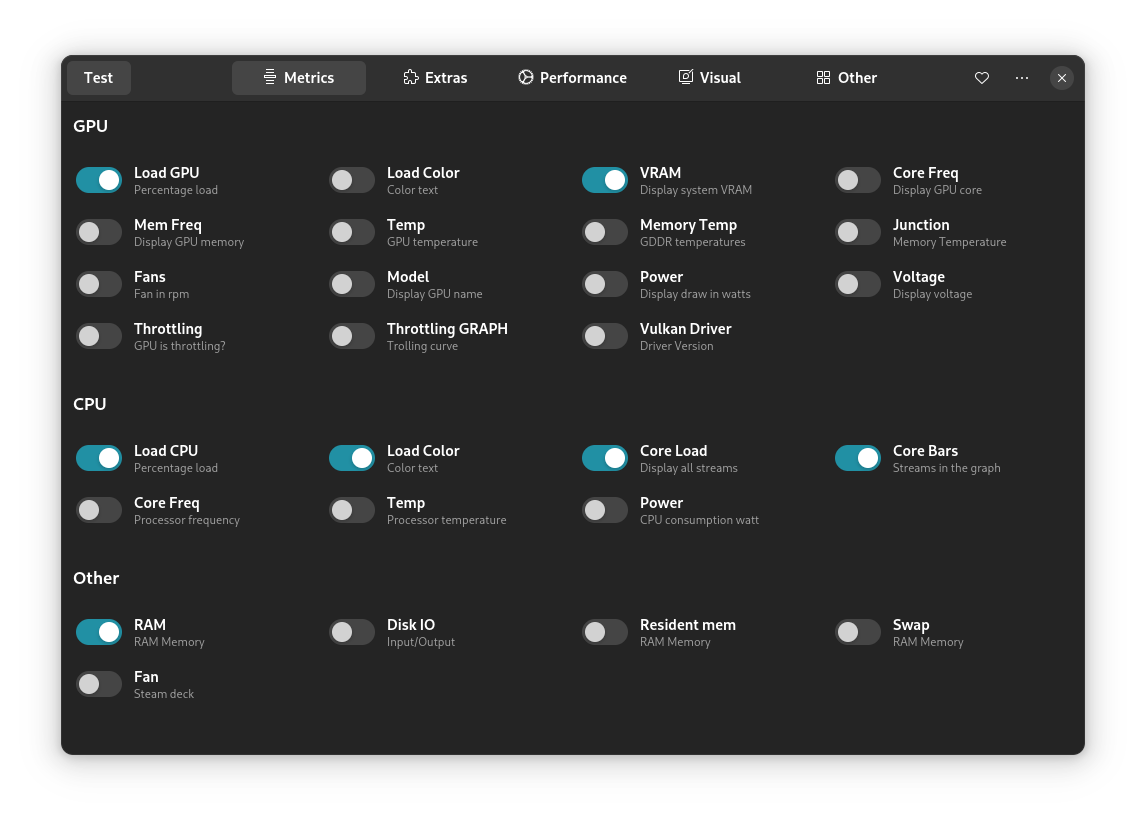 Test
Metrics
Extras
Performance
Visual
Other
GPU
Load GPU
Percentage load
Load Color
Color text
VRAM
Display system VRAM
Core Freq
Display GPU core
Mem Freq
Display GPU memory
Temp
GPU temperature
Memory Temp
GDDR temperatures
Junction
Memory Temperature
Fans
Fan in rpm
Model
Display GPU name
Power
Display draw in watts
Voltage
Display voltage
Throttling
GPU is throttling?
Throttling GRAPH
Trolling curve
Vulkan Driver
Driver Version
CPU
Load CPU
Percentage load
Load Color
Color text
Core Load
Display all streams
Core Bars
Streams in the graph
Core Freq
Processor frequency
Temp
Processor temperature
Power
CPU consumption watt
Other
RAM
RAM Memory
Disk IO
Input/Output
Resident mem
RAM Memory
Swap
RAM Memory
Fan
Steam deck